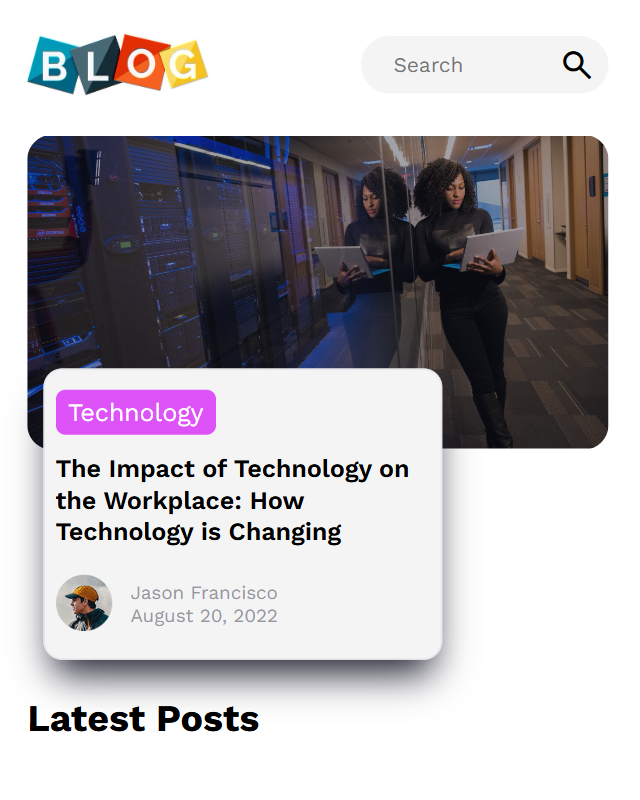 BLOG
Search
Technology
The Impact of Technology on
the Workplace: How
Technology is Changing
Jason Francisco
August 20, 2022
Latest Posts